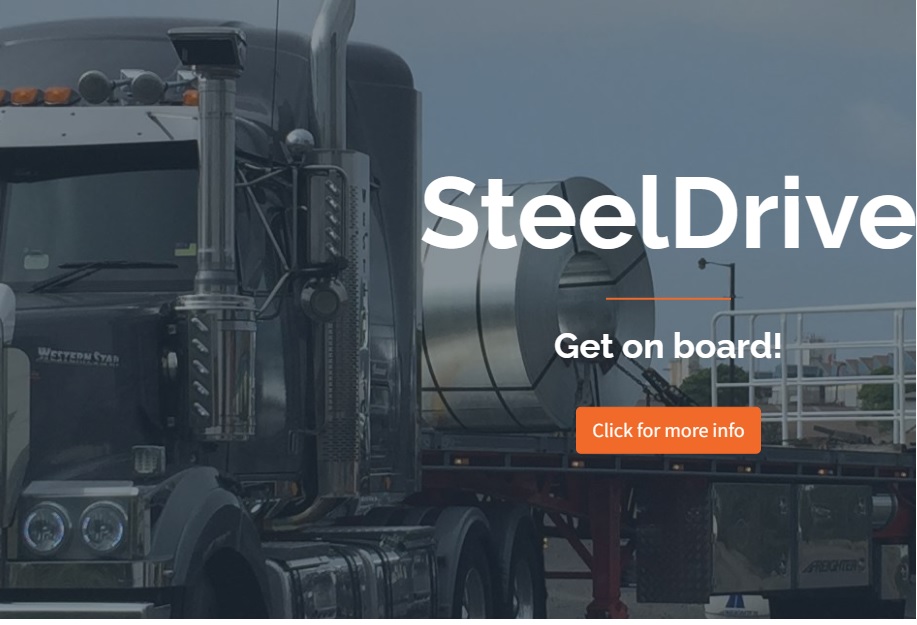 SteelDrive
Get on board!
Click for more info
WESTERN STAR
FREIGHTER